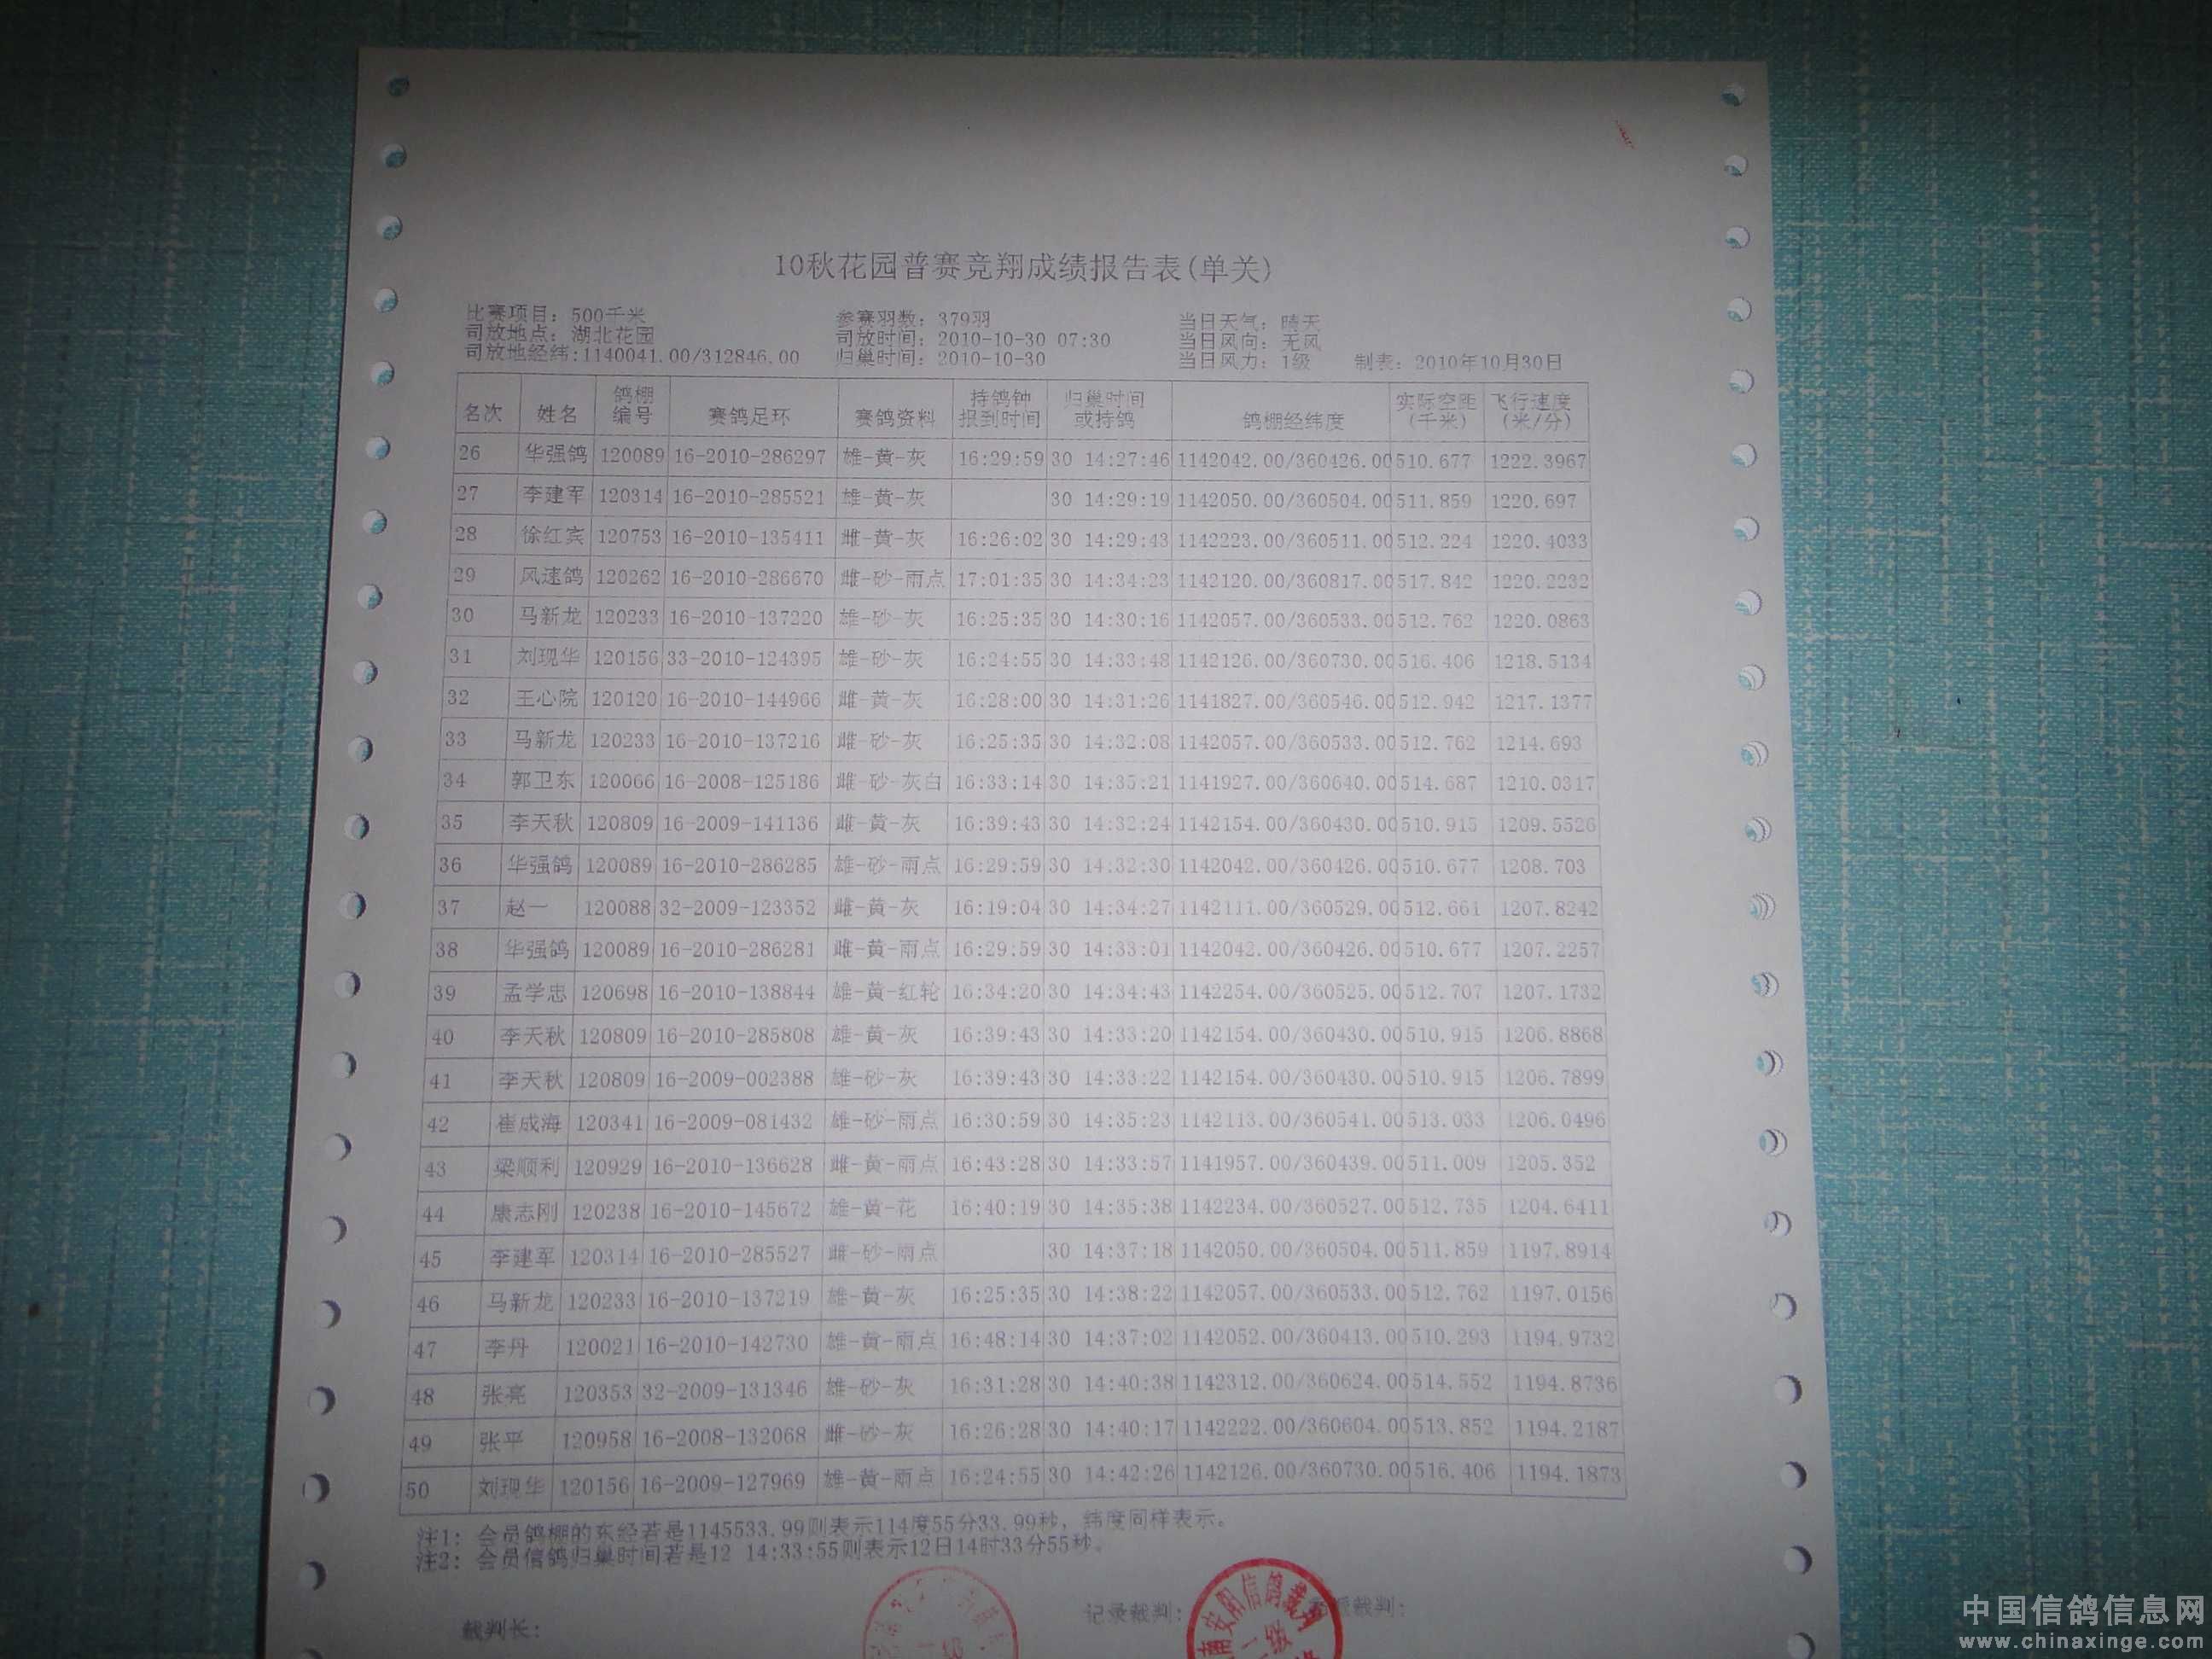 10秋花园普赛竞翔成绩报告表(单关)
比赛项目: 500千米 参赛羽数: 379羽 当日天气: 晴天
司放地点: 湖北花园 司放时间: 2010-10-30 07:30 当日风向: 无风
司放地经纬:1140041.00/312846.00 归巢时间: 2010-10-30 当日风力: 1级 制表: 2010年10月30日
名次 姓名 鸽棚编号 赛鸽足环 赛鸽资料 持鸽钟报到时间 归巢时间或持鸽 鸽棚经纬度 实际空距(千米) 飞行速度(米/分)
26 华强鸽 120089 16-2010-286297 雄-黄-灰 16:29:59 30 14:27:46 1142042.00/360426.00 510.677 1222.3967
27 李建军 120314 16-2010-285521 雄-黄-灰 30 14:29:19 1142050.00/360504.00 511.859 1220.697
28 徐红宾 120753 16-2010-135411 雌-黄-灰 16:26:02 30 14:29:43 1142223.00/360511.00 512.224 1220.4033
29 风速鸽 120262 16-2010-286670 雌-砂-雨点 17:01:35 30 14:34:23 1142120.00/360817.00 517.842 1220.2232
30 马新龙 120233 16-2010-137220 雄-砂-灰 16:25:35 30 14:30:16 1142057.00/360533.00 512.762 1220.0863
31 刘现华 120156 33-2010-124395 雄-砂-灰 16:24:55 30 14:33:48 1142126.00/360730.00 516.406 1218.5134
32 王心院 120120 16-2010-144966 雌-黄-灰 16:28:00 30 14:31:26 1141827.00/360546.00 512.942 1217.1377
33 马新龙 120233 16-2010-137216 雌-砂-灰 16:25:35 30 14:32:08 1142057.00/360533.00 512.762 1214.693
34 郭卫东 120066 16-2008-125186 雌-砂-灰白 16:33:14 30 14:35:21 1141927.00/360640.00 514.687 1210.0317
35 李天秋 120809 16-2009-141136 雌-黄-灰 16:39:43 30 14:32:24 1142154.00/360430.00 510.915 1209.5526
36 华强鸽 120089 16-2010-286285 雄-砂-雨点 16:29:59 30 14:32:30 1142042.00/360426.00 510.677 1208.703
37 赵一 120088 32-2009-123352 雌-黄-灰 16:19:04 30 14:34:27 1142111.00/360529.00 512.661 1207.8242
38 华强鸽 120089 16-2010-286281 雌-黄-雨点 16:29:59 30 14:33:01 1142042.00/360426.00 510.677 1207.2257
39 孟学忠 120698 16-2010-138844 雄-黄-红轮 16:34:20 30 14:34:43 1142254.00/360525.00 512.707 1207.1732
40 李天秋 120809 16-2010-285808 雄-黄-灰 16:39:43 30 14:33:20 1142154.00/360430.00 510.915 1206.8868
41 李天秋 120809 16-2009-002388 雄-砂-灰 16:39:43 30 14:33:22 1142154.00/360430.00 510.915 1206.7899
42 崔成海 120341 16-2009-081432 雄-砂-雨点 16:30:59 30 14:35:23 1142113.00/360541.00 513.033 1206.0496
43 梁顺利 120929 16-2010-136628 雌-黄-雨点 16:43:28 30 14:33:57 1141957.00/360439.00 511.009 1205.352
44 康志刚 120238 16-2010-145672 雄-黄-花 16:40:19 30 14:35:38 1142234.00/360527.00 512.735 1204.6411
45 李建军 120314 16-2010-285527 雌-砂-雨点 30 14:37:18 1142050.00/360504.00 511.859 1197.8914
46 马新龙 120233 16-2010-137219 雄-黄-灰 16:25:35 30 14:38:22 1142057.00/360533.00 512.762 1197.0156
47 李丹 120021 16-2010-142730 雄-黄-雨点 16:48:14 30 14:37:02 1142052.00/360413.00 510.293 1194.9732
48 张亮 120353 32-2009-131346 雄-砂-灰 16:31:28 30 14:40:38 1142312.00/360624.00 514.552 1194.8736
49 张平 120958 16-2008-132068 雌-砂-灰 16:26:28 30 14:40:17 1142222.00/360604.00 513.852 1194.2187
50 刘现华 120156 16-2009-127969 雄-黄-雨点 16:24:55 30 14:42:26 1142126.00/360730.00 516.406 1194.1873
注1: 会员鸽棚的东经若是1145533.99则表示114度55分33.99秒, 纬度同样表示。
注2: 会员信鸽归巢时间若是12 14:33:55则表示12日14时33分55秒。
裁判长: 记录裁判: 裁判:
安阳信鸽裁判
二级
中国信鸽信息网
www.chinaxinge.com